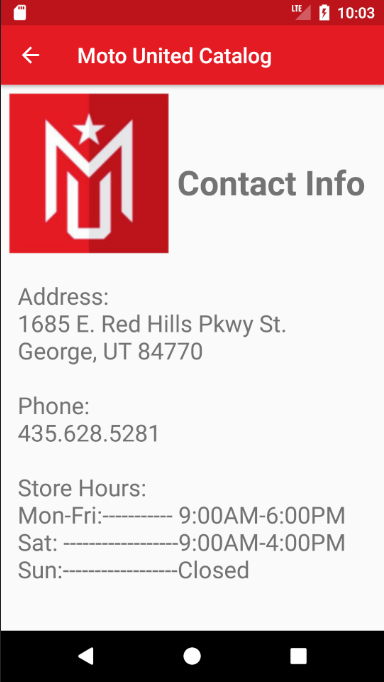 LTE 10:03
Moto United Catalog
MU
Contact Info
Address:
1685 E. Red Hills Pkwy St.
George, UT 84770
Phone:
435.628.5281
Store Hours:
Mon-Fri:----------- 9:00AM-6:00PM
Sat: ------------------9:00AM-4:00PM
Sun:------------------Closed